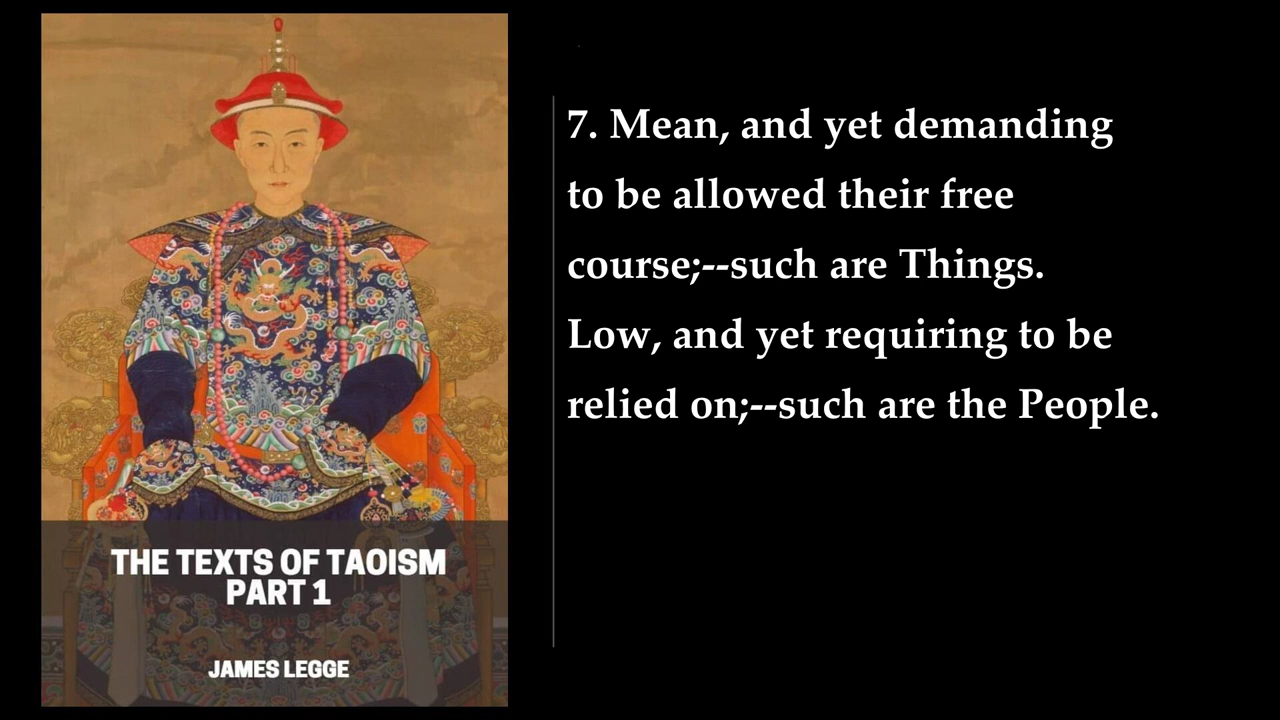 THE TEXTS OF TAOISM
PART 1
JAMES LEGGE
7. Mean, and yet demanding
to be allowed their free
course;--such are Things.
Low, and yet requiring to be
relied on;--such are the People.